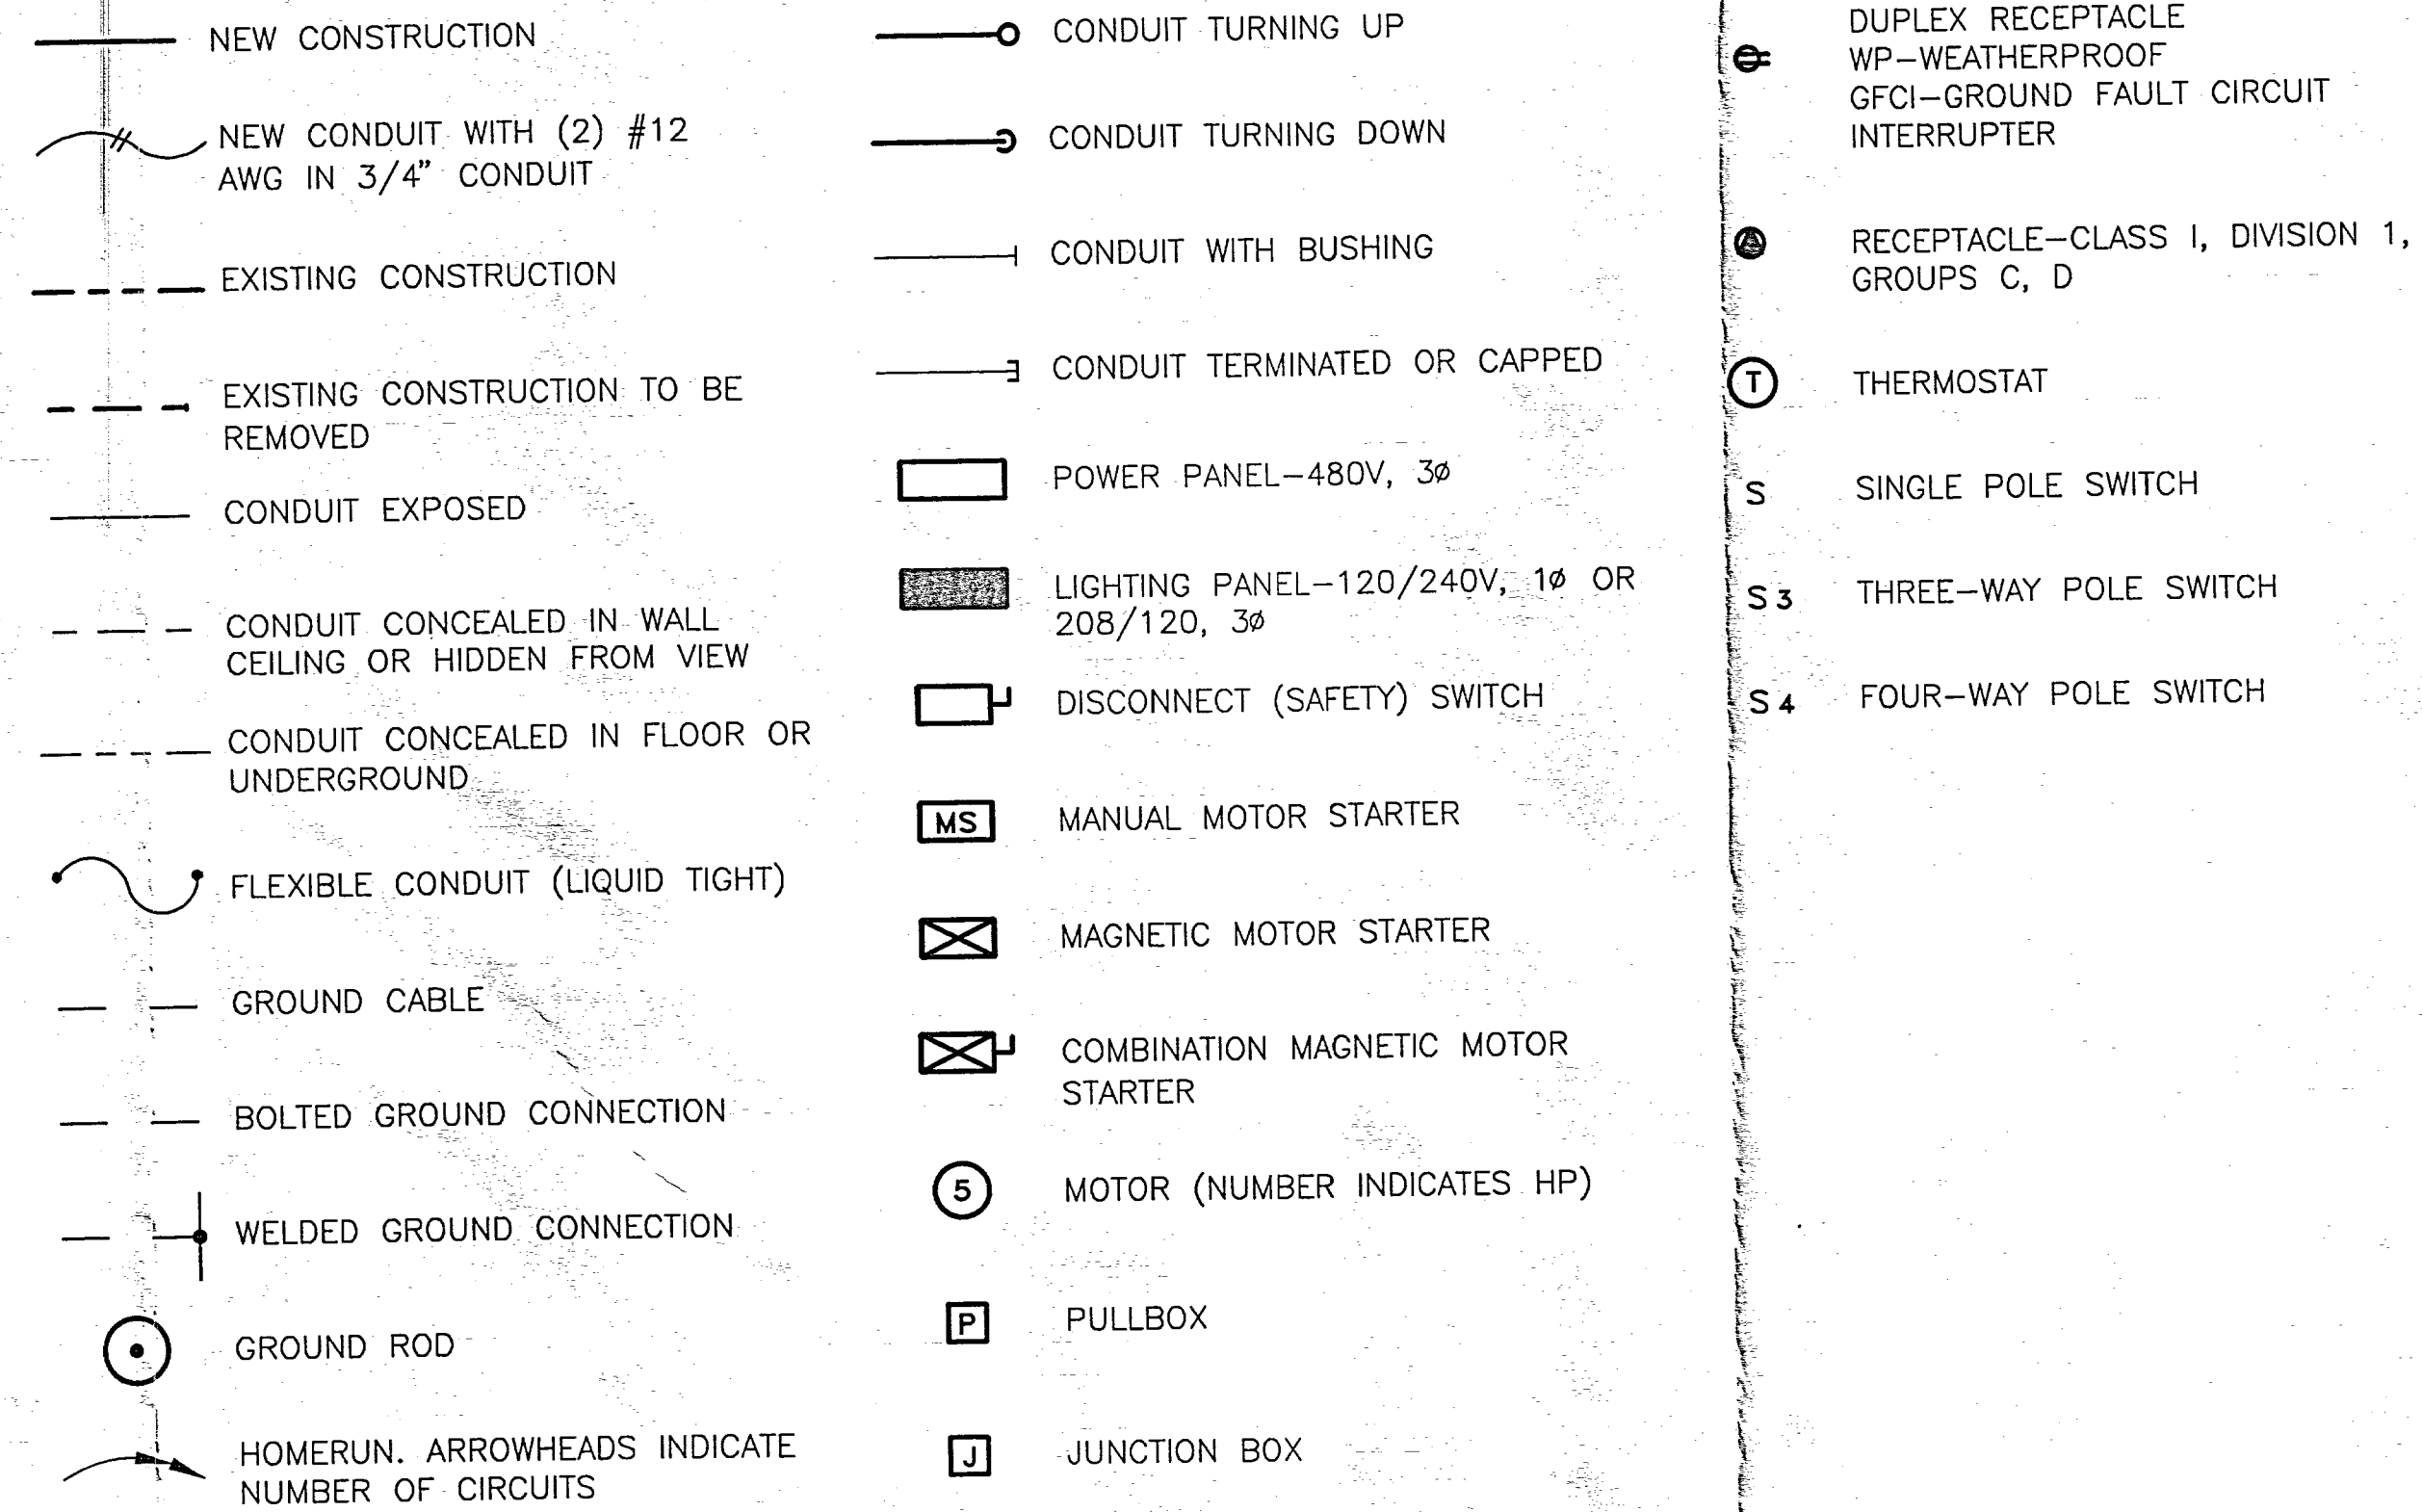 NEW CONSTRUCTION
NEW CONDUIT WITH (2) #12
AWG IN 3/4" CONDUIT
EXISTING CONSTRUCTION
EXISTING CONSTRUCTION TO BE
REMOVED
CONDUIT EXPOSED
CONDUIT CONCEALED IN WALL
CEILING OR HIDDEN FROM VIEW
CONDUIT CONCEALED IN FLOOR OR
UNDERGROUND
FLEXIBLE CONDUIT (LIQUID TIGHT)
GROUND CABLE
BOLTED GROUND CONNECTION
WELDED GROUND CONNECTION
GROUND ROD
HOMERUN. ARROWHEADS INDICATE
NUMBER OF CIRCUITS
CONDUIT TURNING UP
CONDUIT TURNING DOWN
CONDUIT WITH BUSHING
CONDUIT TERMINATED OR CAPPED
POWER PANEL-480V, 3ø
LIGHTING PANEL-120/240V, 1ø OR
208/120, 3ø
DISCONNECT (SAFETY) SWITCH
MS MANUAL MOTOR STARTER
MAGNETIC MOTOR STARTER
COMBINATION MAGNETIC MOTOR
STARTER
5 MOTOR (NUMBER INDICATES HP)
P PULLBOX
J JUNCTION BOX
DUPLEX RECEPTACLE
WP-WEATHERPROOF
GFCI-GROUND FAULT CIRCUIT
INTERRUPTER
A RECEPTACLE-CLASS I, DIVISION 1,
GROUPS C, D
T THERMOSTAT
S SINGLE POLE SWITCH
S3 THREE-WAY POLE SWITCH
S4 FOUR-WAY POLE SWITCH